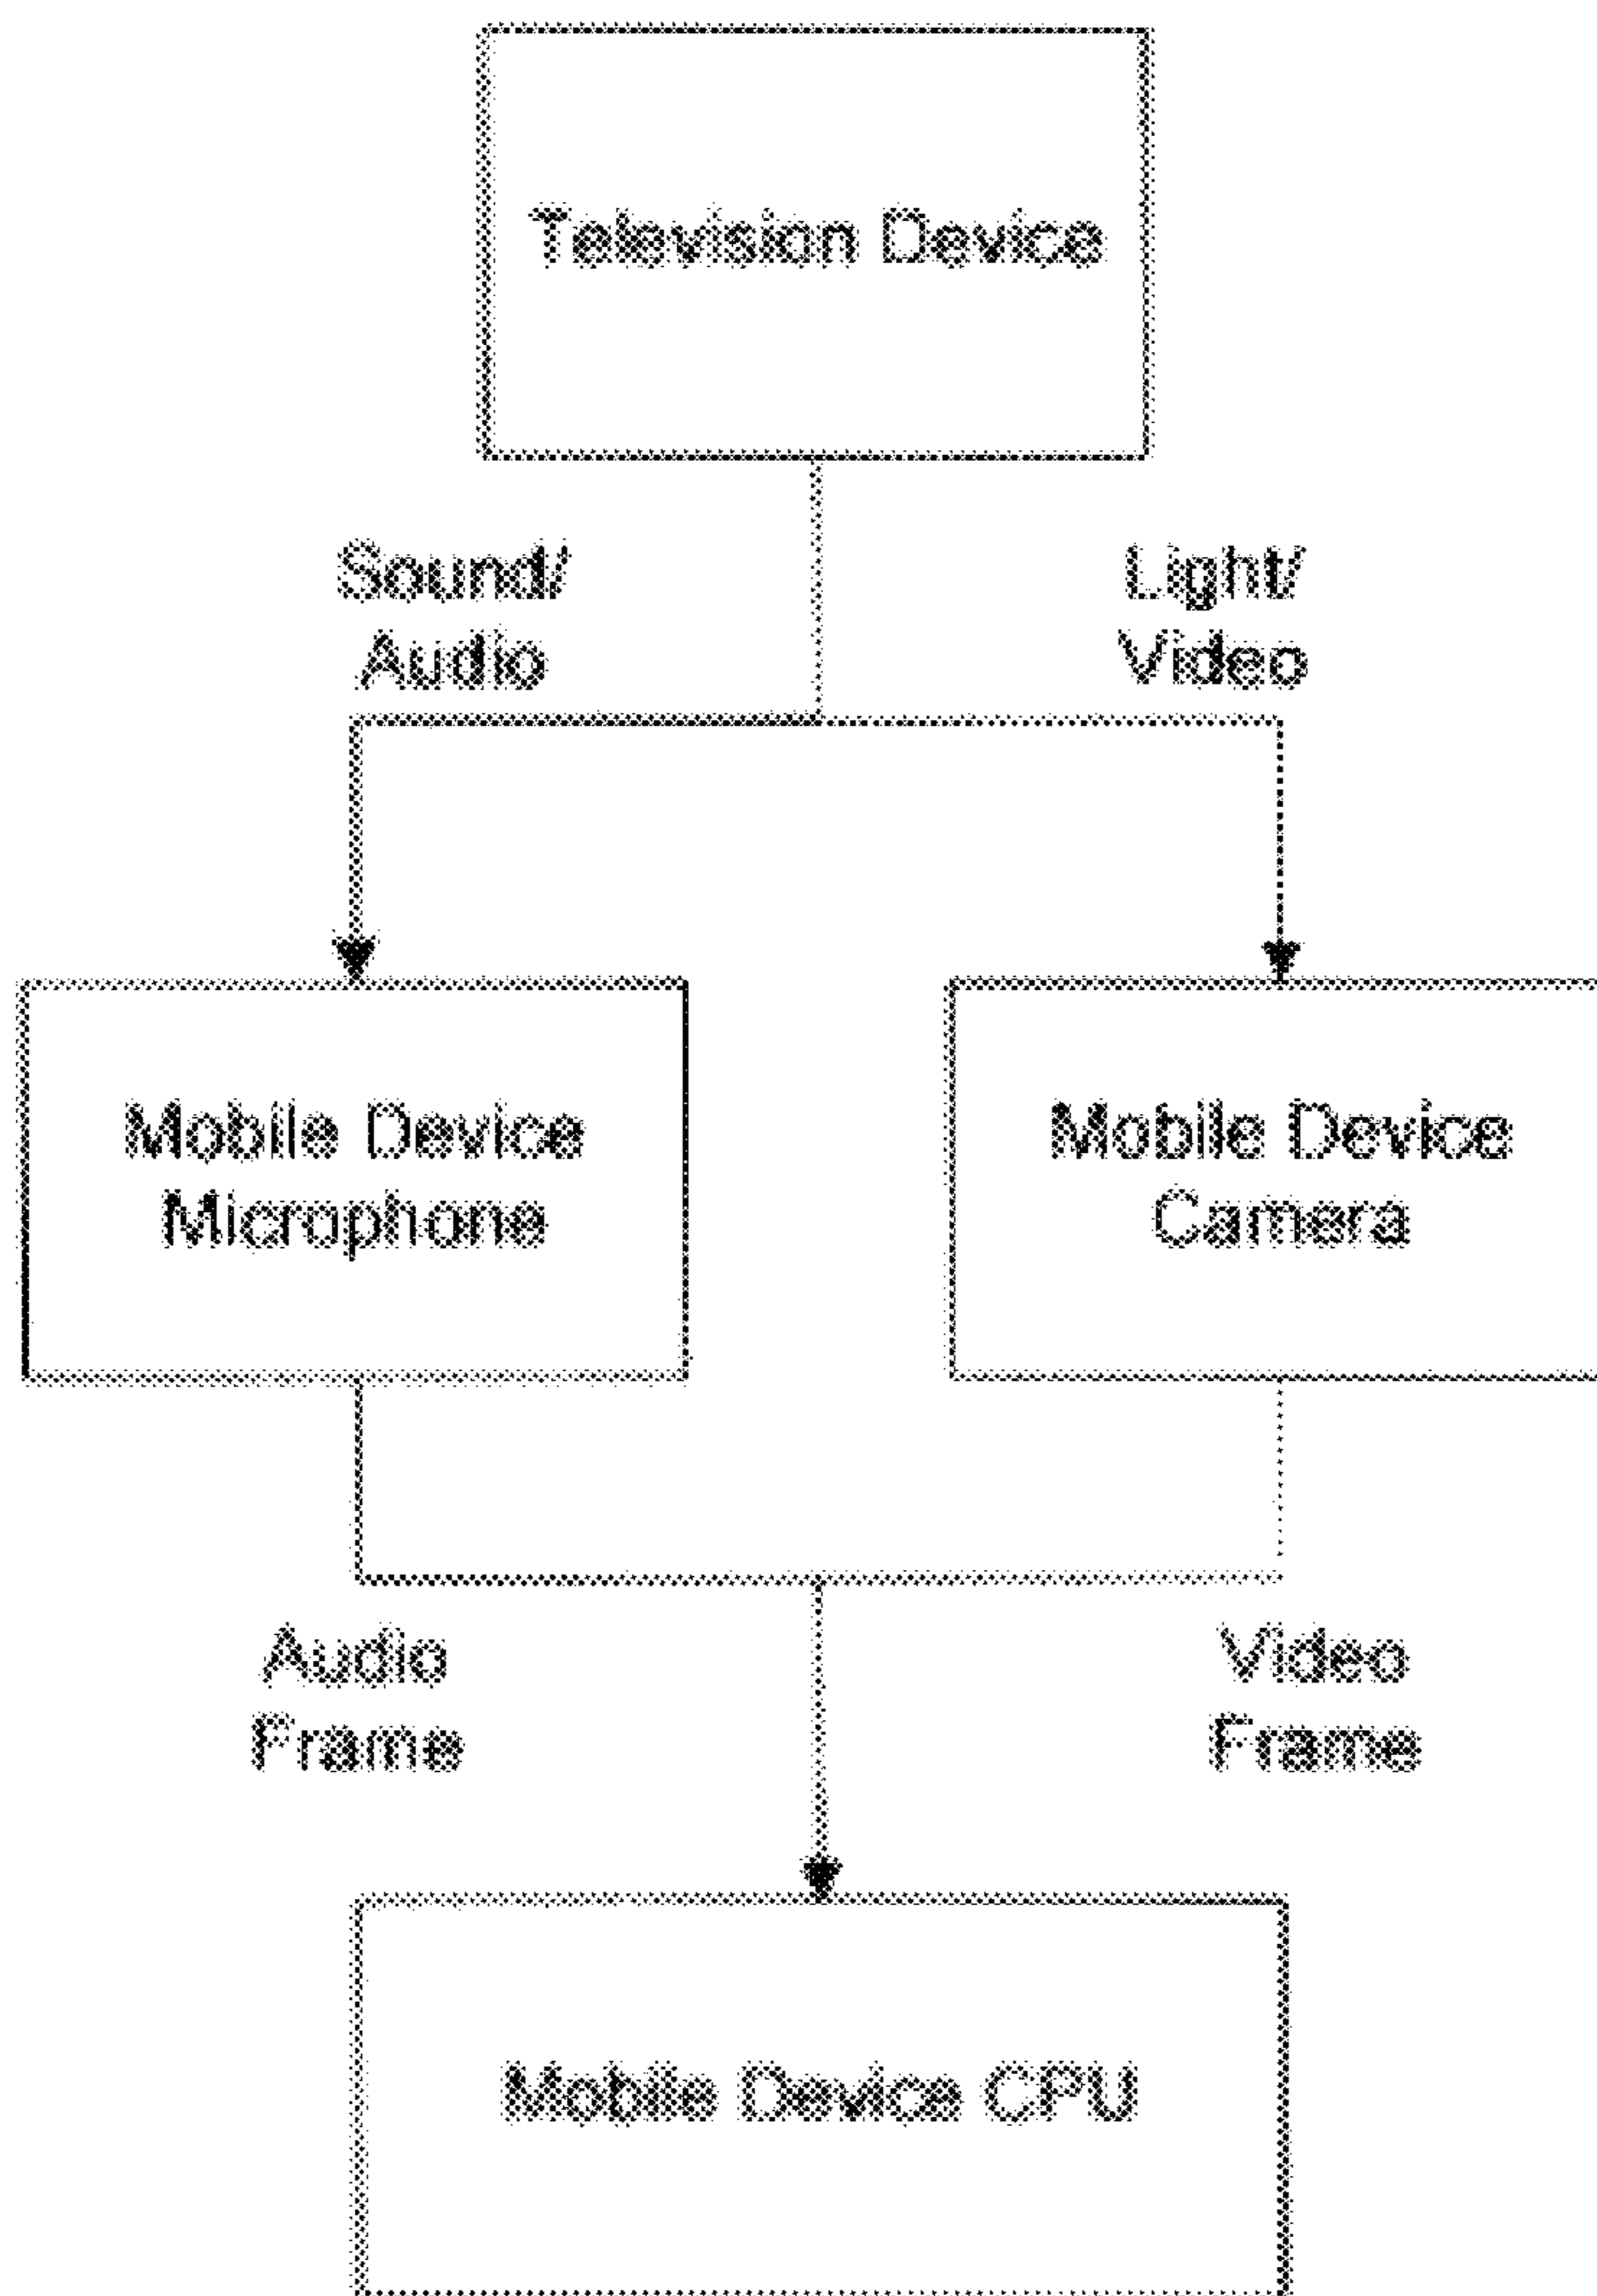 Television Device
Sound/
Audio
Light/
Video
Mobile Device
Microphone
Mobile Device
Camera
Audio
Frame
Video
Frame
Mobile Device CPU